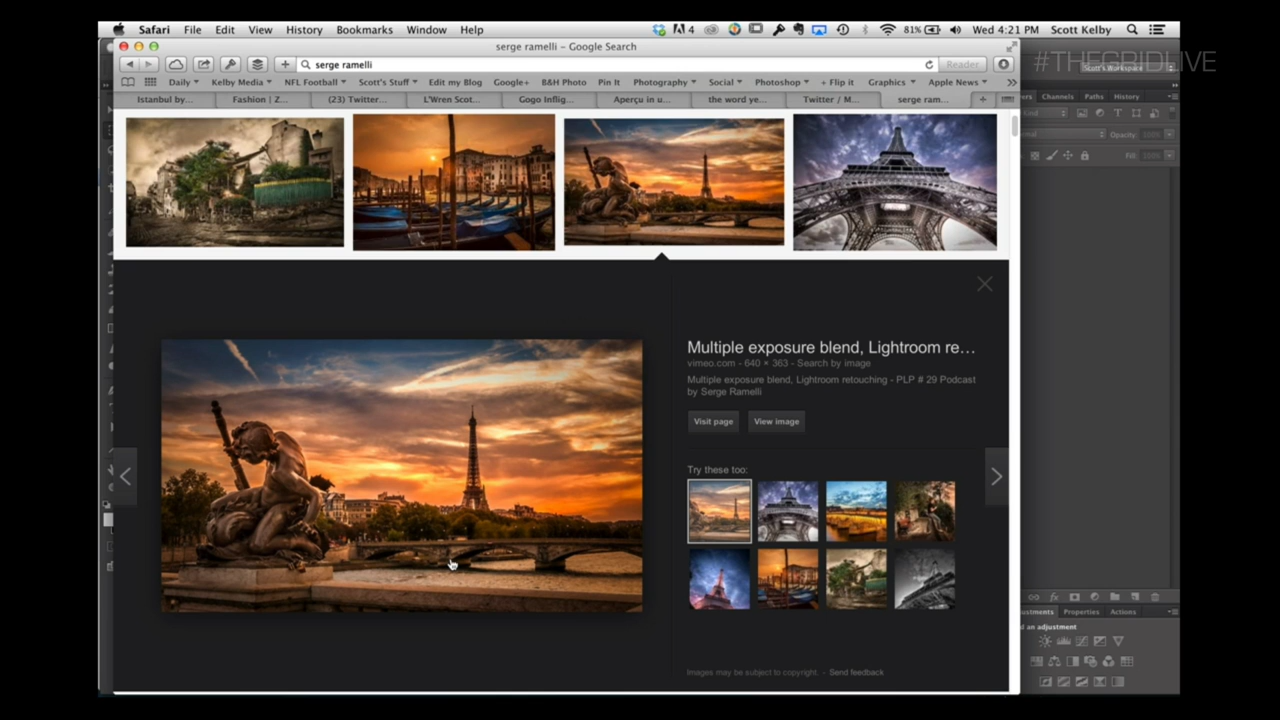 Safari File Edit View History Bookmarks Window Help 4 81% Wed 4:21 PM Scott Kelby
serge ramelli – Google Search
#THEGRIDLIVE
serge ramelli Reader
Scott's Workspace
Daily Kelby Media NFL Football Scott's Stuff Edit my Blog Google+ B&H Photo Pin It Photography Social Photoshop + Flip it Graphics Apple News
Istanbul by... Fashion | Z... (23) Twitter... L'Wren Scot... Gogo Inflig... Aperçu in u... the word ye... Twitter / M... serge ram...
Channels Paths History
Opacity:
Fill:
Multiple exposure blend, Lightroom re...
vimeo.com - 640 × 363 - Search by image
Multiple exposure blend, Lightroom retouching - PLP # 29 Podcast
by Serge Ramelli
Visit page View image
Try these too:
Properties Actions
an adjustment
Images may be subject to copyright. - Send feedback